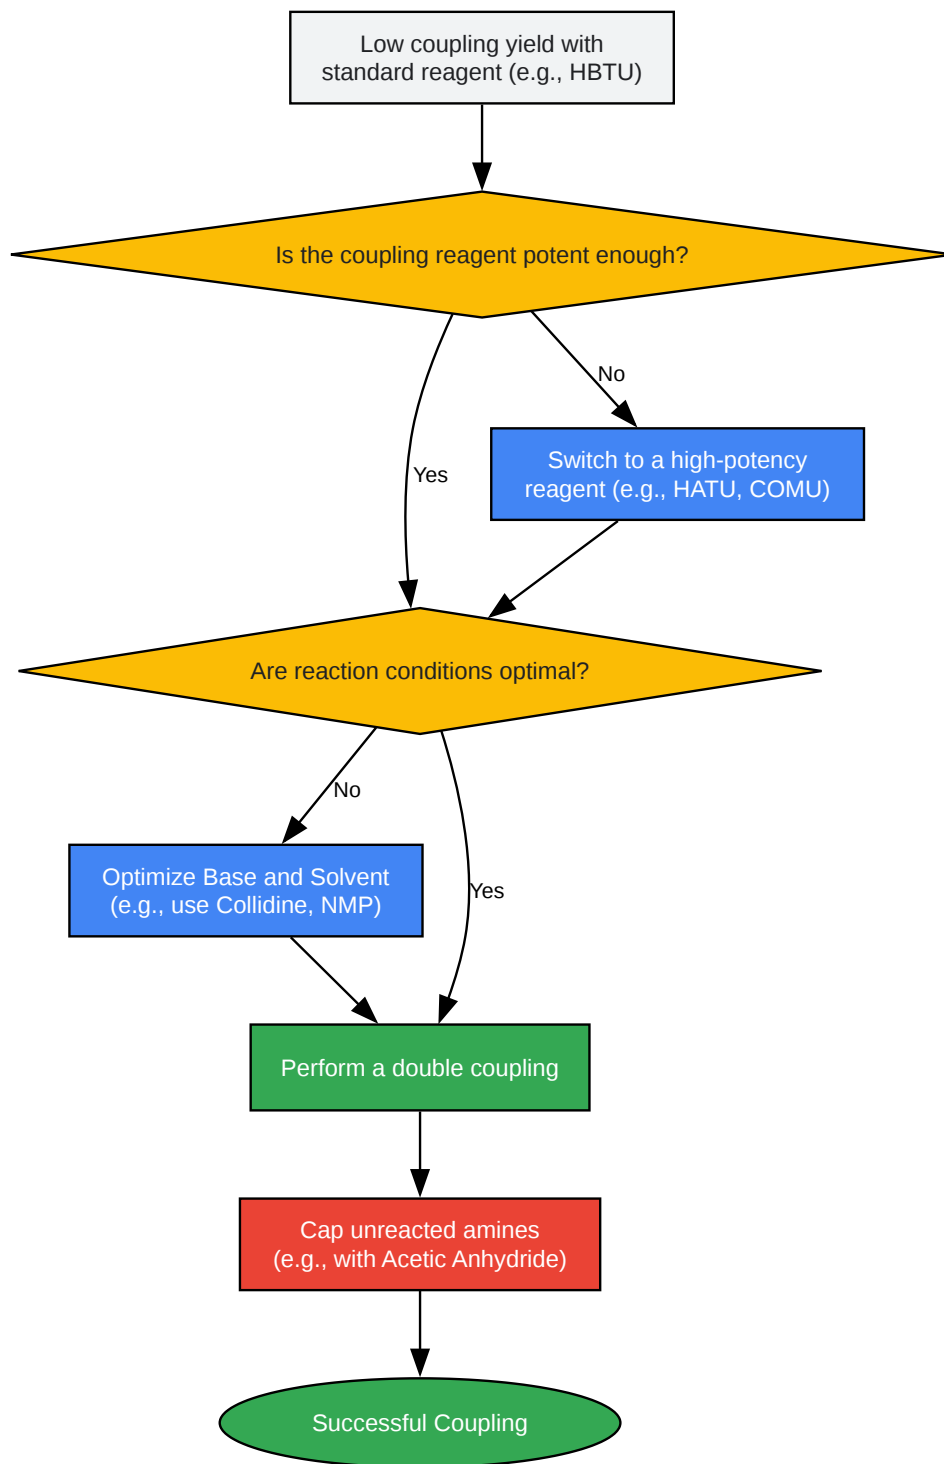 Low coupling yield with
standard reagent (e.g., HBTU)
Is the coupling reagent potent enough?
No
Switch to a high-potency
reagent (e.g., HATU, COMU)
Yes
Are reaction conditions optimal?
No
Optimize Base and Solvent
(e.g., use Collidine, NMP)
Yes
Perform a double coupling
Cap unreacted amines
(e.g., with Acetic Anhydride)
Successful Coupling